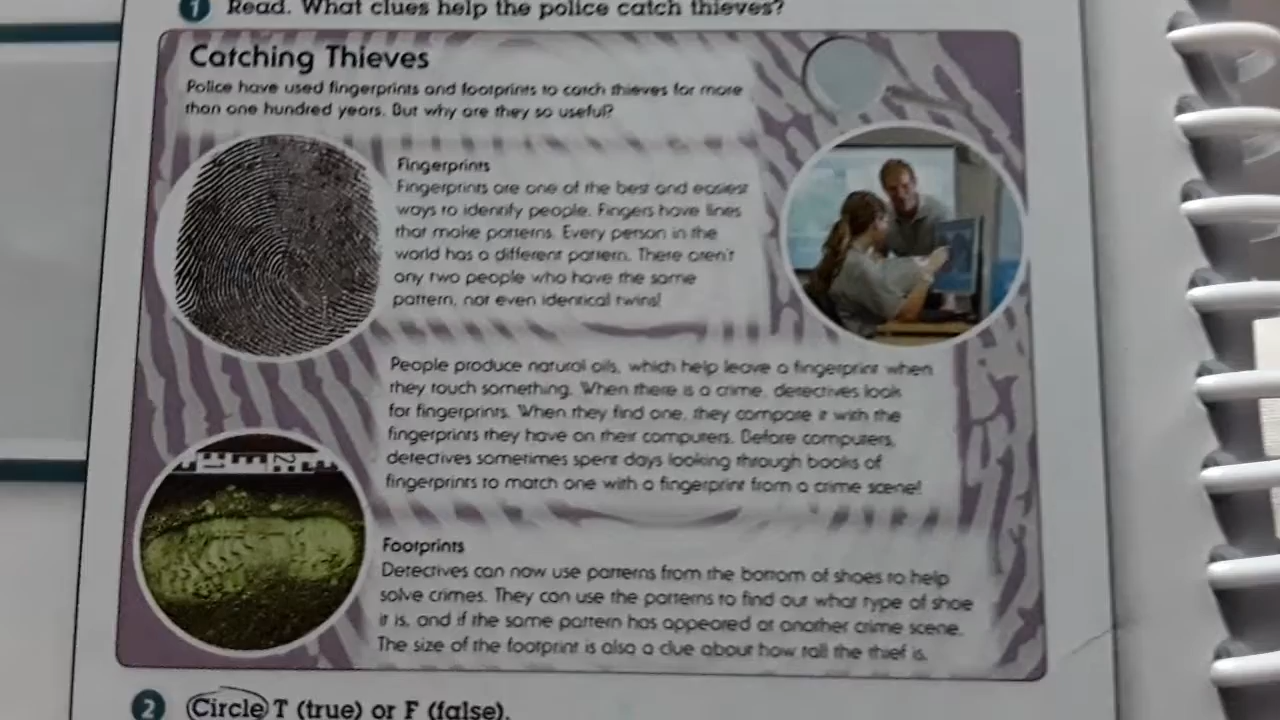 1 Read. What clues help the police catch thieves?
Catching Thieves
Police have used fingerprints and footprints to catch thieves for more
than one hundred years. But why are they so useful?
Fingerprints
Fingerprints are one of the best and easiest
ways to identify people. Fingers have lines
that make patterns. Every person in the
world has a different pattern. There aren't
any two people who have the same
pattern, not even identical twins!
People produce natural oils, which help leave a fingerprint when
they touch something. When there is a crime, detectives look
for fingerprints. When they find one, they compare it with the
fingerprints they have on their computers. Before computers,
detectives sometimes spent days looking through books of
fingerprints to match one with a fingerprint from a crime scene!
1 2
Footprints
Detectives can now use patterns from the bottom of shoes to help
solve crimes. They can use the patterns to find out what type of shoe
it is, and if the same pattern has appeared at another crime scene.
The size of the footprint is also a clue about how tall the thief is.
2 Circle T (true) or F (false).